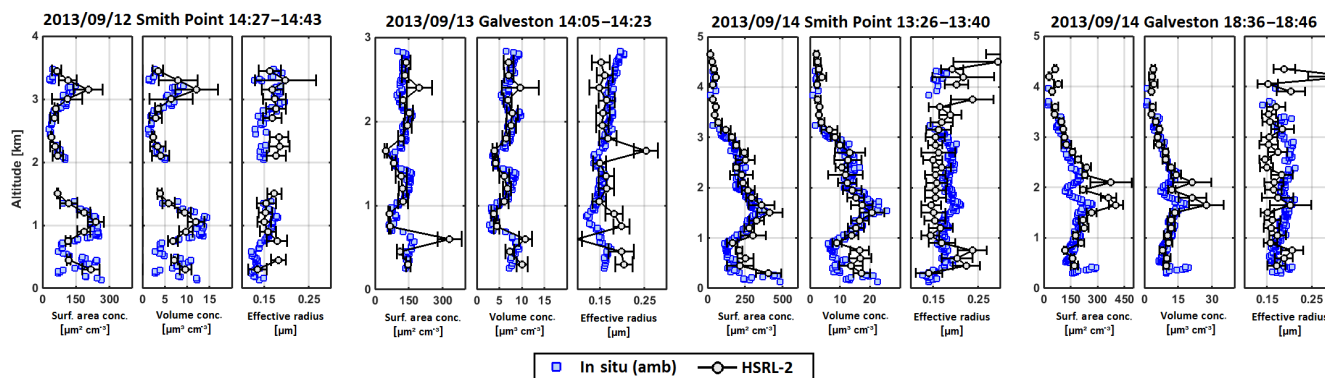 2013/09/12 Smith Point 14:27–14:43
2013/09/13 Galveston 14:05–14:23
2013/09/14 Smith Point 13:26–13:40
2013/09/14 Galveston 18:36–18:46
Altitude [km]
4
3
2
1
0
3
2
1
0
5
4
3
2
1
0
5
4
3
2
1
0
0 150 300
0 5 10 15
0.15 0.25
0 150 300
0 5 10 15
0.15 0.25
0 250 500
0 10 20
0.15 0.25
0 150 300 450
0 15 30
0.15 0.25
Surf. area conc.
[µm² cm⁻³]
Volume conc.
[µm³ cm⁻³]
Effective radius
[µm]
Surf. area conc.
[µm² cm⁻³]
Volume conc.
[µm³ cm⁻³]
Effective radius
[µm]
Surf. area conc.
[µm² cm⁻³]
Volume conc.
[µm³ cm⁻³]
Effective radius
[µm]
Surf. area conc.
[µm² cm⁻³]
Volume conc.
[µm³ cm⁻³]
Effective radius
[µm]
In situ (amb)
HSRL-2